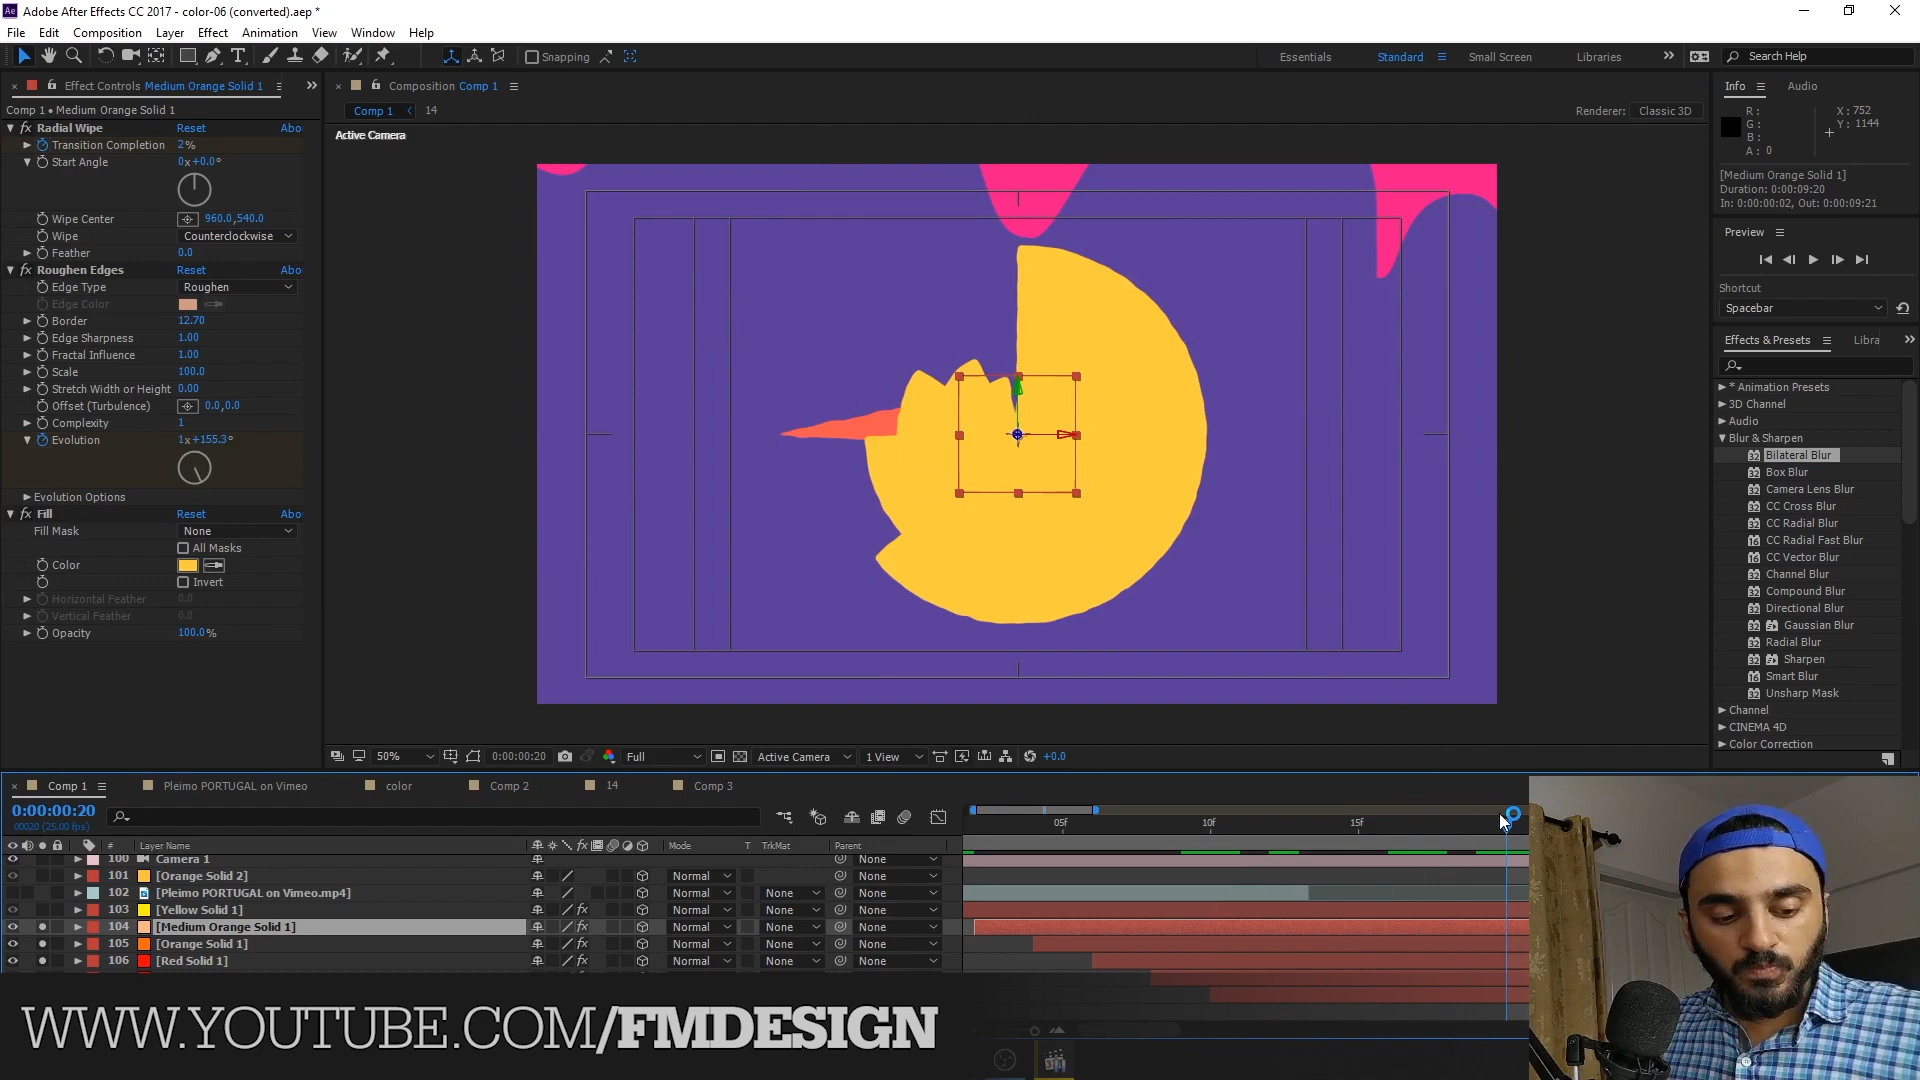 Ae Adobe After Effects CC 2017 - color-06 (converted).aep *
File Edit Composition Layer Effect Animation View Window Help
Snapping Essentials Standard Small Screen Libraries Search Help
Effect Controls Medium Orange Solid 1
Comp 1 • Medium Orange Solid 1
fx Radial Wipe Reset Abo
Transition Completion 2%
Start Angle 0x+0.0°
Wipe Center 960.0,540.0
Wipe Counterclockwise
Feather 0.0
fx Roughen Edges Reset Abo
Edge Type Roughen
Edge Color
Border 12.70
Edge Sharpness 1.00
Fractal Influence 1.00
Scale 100.0
Stretch Width or Height 0.00
Offset (Turbulence) 0.0,0.0
Complexity 1
Evolution 1x+155.3°
Evolution Options
fx Fill Reset Abo
Fill Mask None
All Masks
Color
Invert
Horizontal Feather 0.0
Vertical Feather 0.0
Opacity 100.0%
Composition Comp 1
Comp 1 14
Renderer: Classic 3D
Active Camera
50% 0:00:00:20 Full Active Camera 1 View +0.0
Info Audio
R: X: 752
G: Y: 1144
B:
A: 0
[Medium Orange Solid 1]
Duration: 0:00:09:20
In: 0:00:00:02, Out: 0:00:09:21
Preview
Shortcut
Spacebar
Effects & Presets Libra
* Animation Presets
3D Channel
Audio
Blur & Sharpen
Bilateral Blur
Box Blur
Camera Lens Blur
CC Cross Blur
CC Radial Blur
CC Radial Fast Blur
CC Vector Blur
Channel Blur
Compound Blur
Directional Blur
Gaussian Blur
Radial Blur
Sharpen
Smart Blur
Unsharp Mask
Channel
CINEMA 4D
Color Correction
Comp 1 Pleimo PORTUGAL on Vimeo color Comp 2 14 Comp 3
0:00:00:20
00020 (25.00 fps)
05f 10f 15f
# Layer Name fx Mode T TrkMat Parent
100 Camera 1 None
101 [Orange Solid 2] Normal None
102 [Pleimo PORTUGAL on Vimeo.mp4] Normal None None
103 [Yellow Solid 1] fx Normal None None
104 [Medium Orange Solid 1] fx Normal None None
105 [Orange Solid 1] fx Normal None None
106 [Red Solid 1] fx Normal None None
WWW.YOUTUBE.COM/FMDESIGN